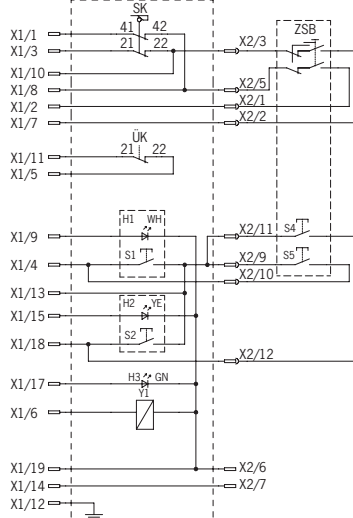 SK
41 42
X1/1
21 22
X1/3
X2/3
ZSB
X1/10
X1/8
X2/5
X1/2
X2/1
X1/7
X2/2
ÜK
21 22
X1/11
X1/5
H1 WH
X1/9
X2/11
S4
S1
X1/4
X2/9
S5
X2/10
X1/13
H2 YE
X1/15
S2
X1/18
X2/12
H3 GN
X1/17
Y1
X1/6
X1/19
X2/6
X1/14
X2/7
X1/12